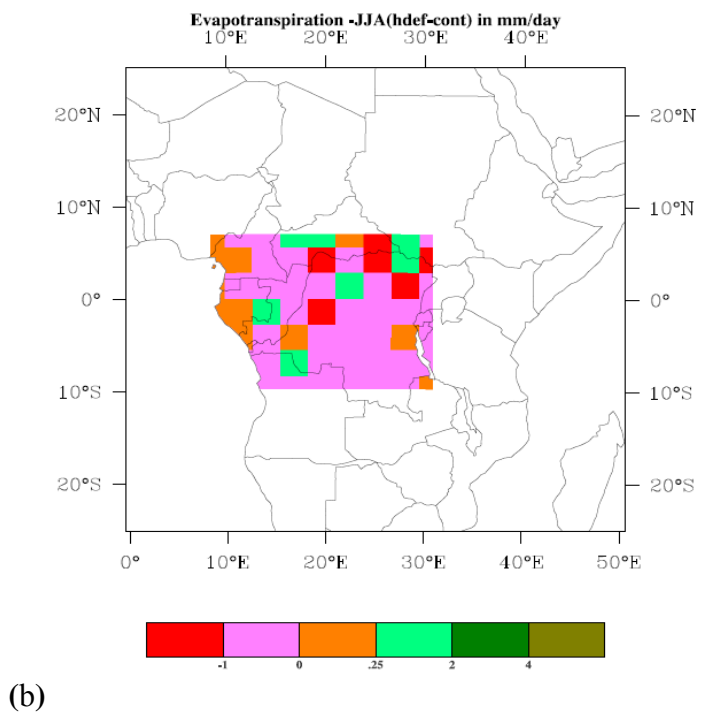 Evapotranspiration -JJA(hdef-cont) in mm/day
10°E 20°E 30°E 40°E
20°N 20°N
10°N 10°N
0° 0°
10°S 10°S
20°S 20°S
0° 10°E 20°E 30°E 40°E 50°E
-1 0 .25 2 4
(b)